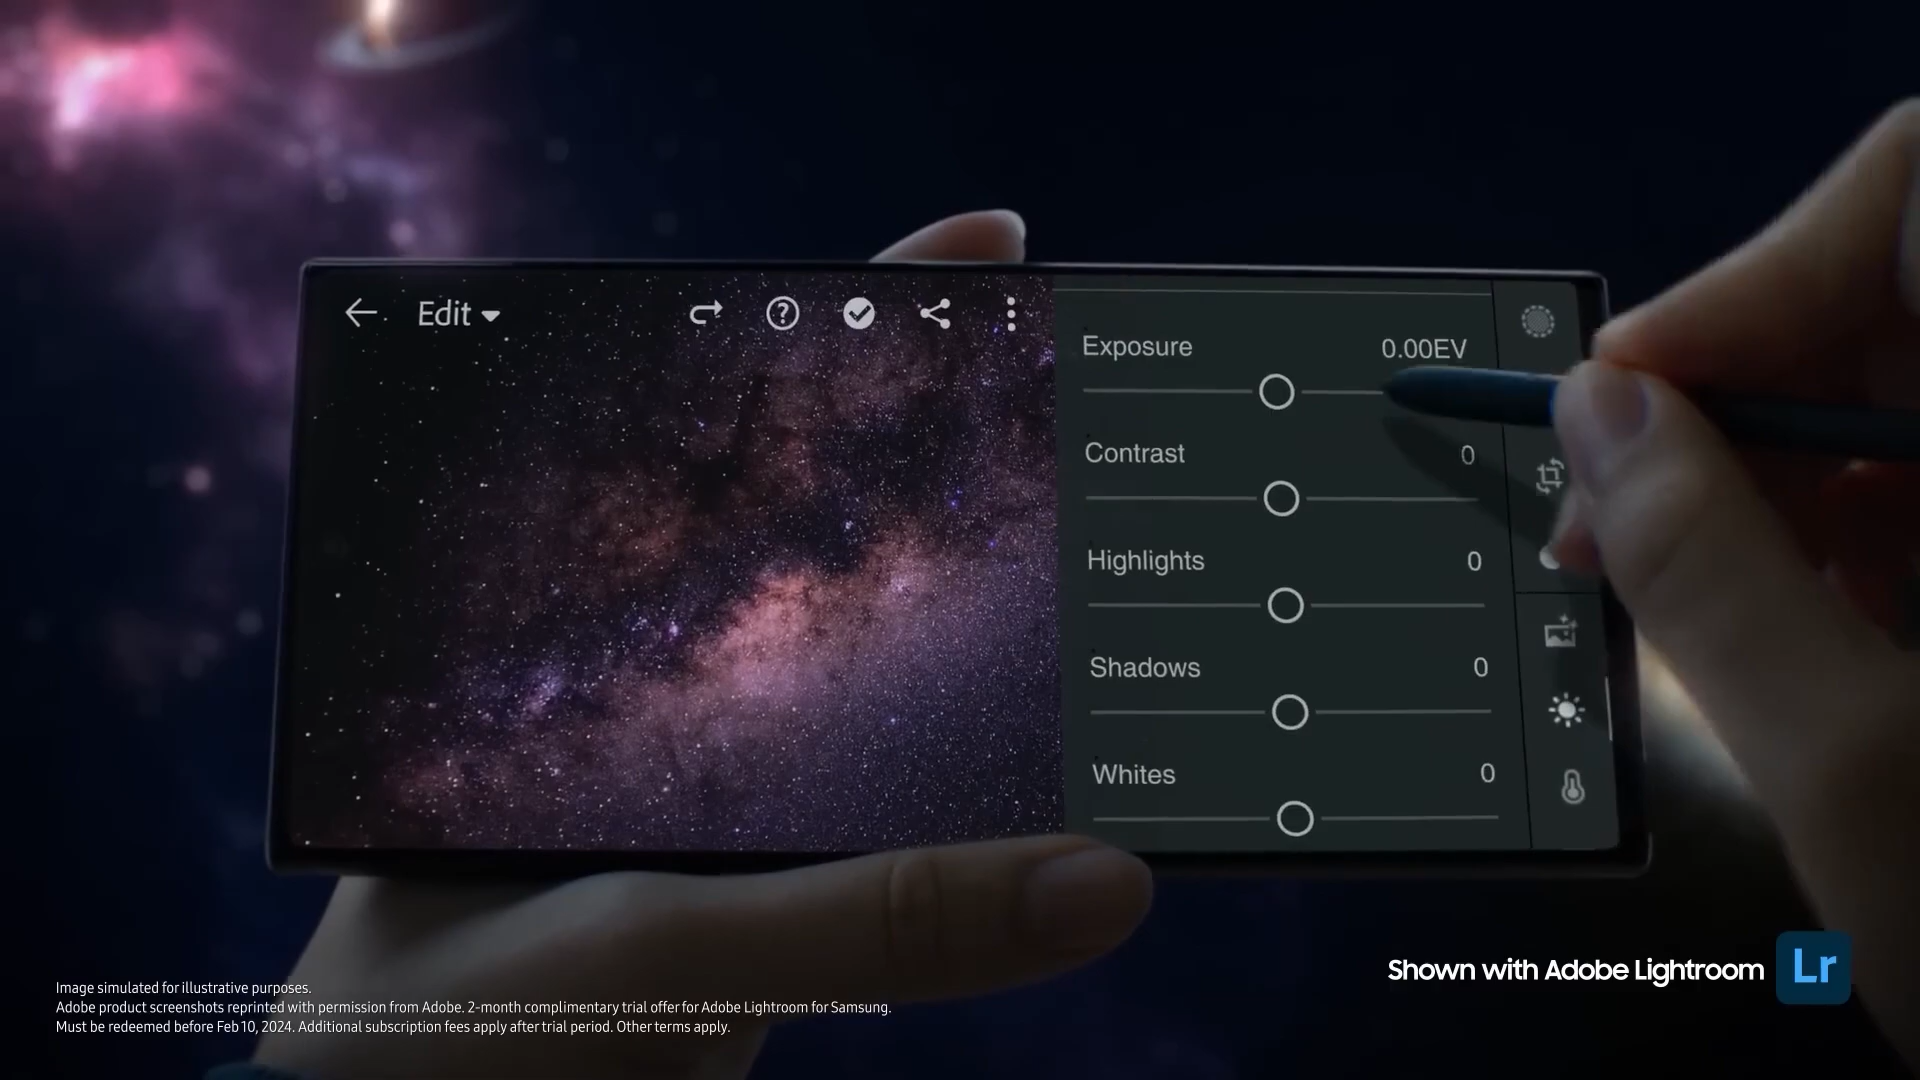 Edit
Exposure 0.00EV
Contrast 0
Highlights 0
Shadows 0
Whites 0
Shown with Adobe Lightroom Lr
Image simulated for illustrative purposes.
Adobe product screenshots reprinted with permission from Adobe. 2-month complimentary trial offer for Adobe Lightroom for Samsung.
Must be redeemed before Feb 10, 2024. Additional subscription fees apply after trial period. Other terms apply.